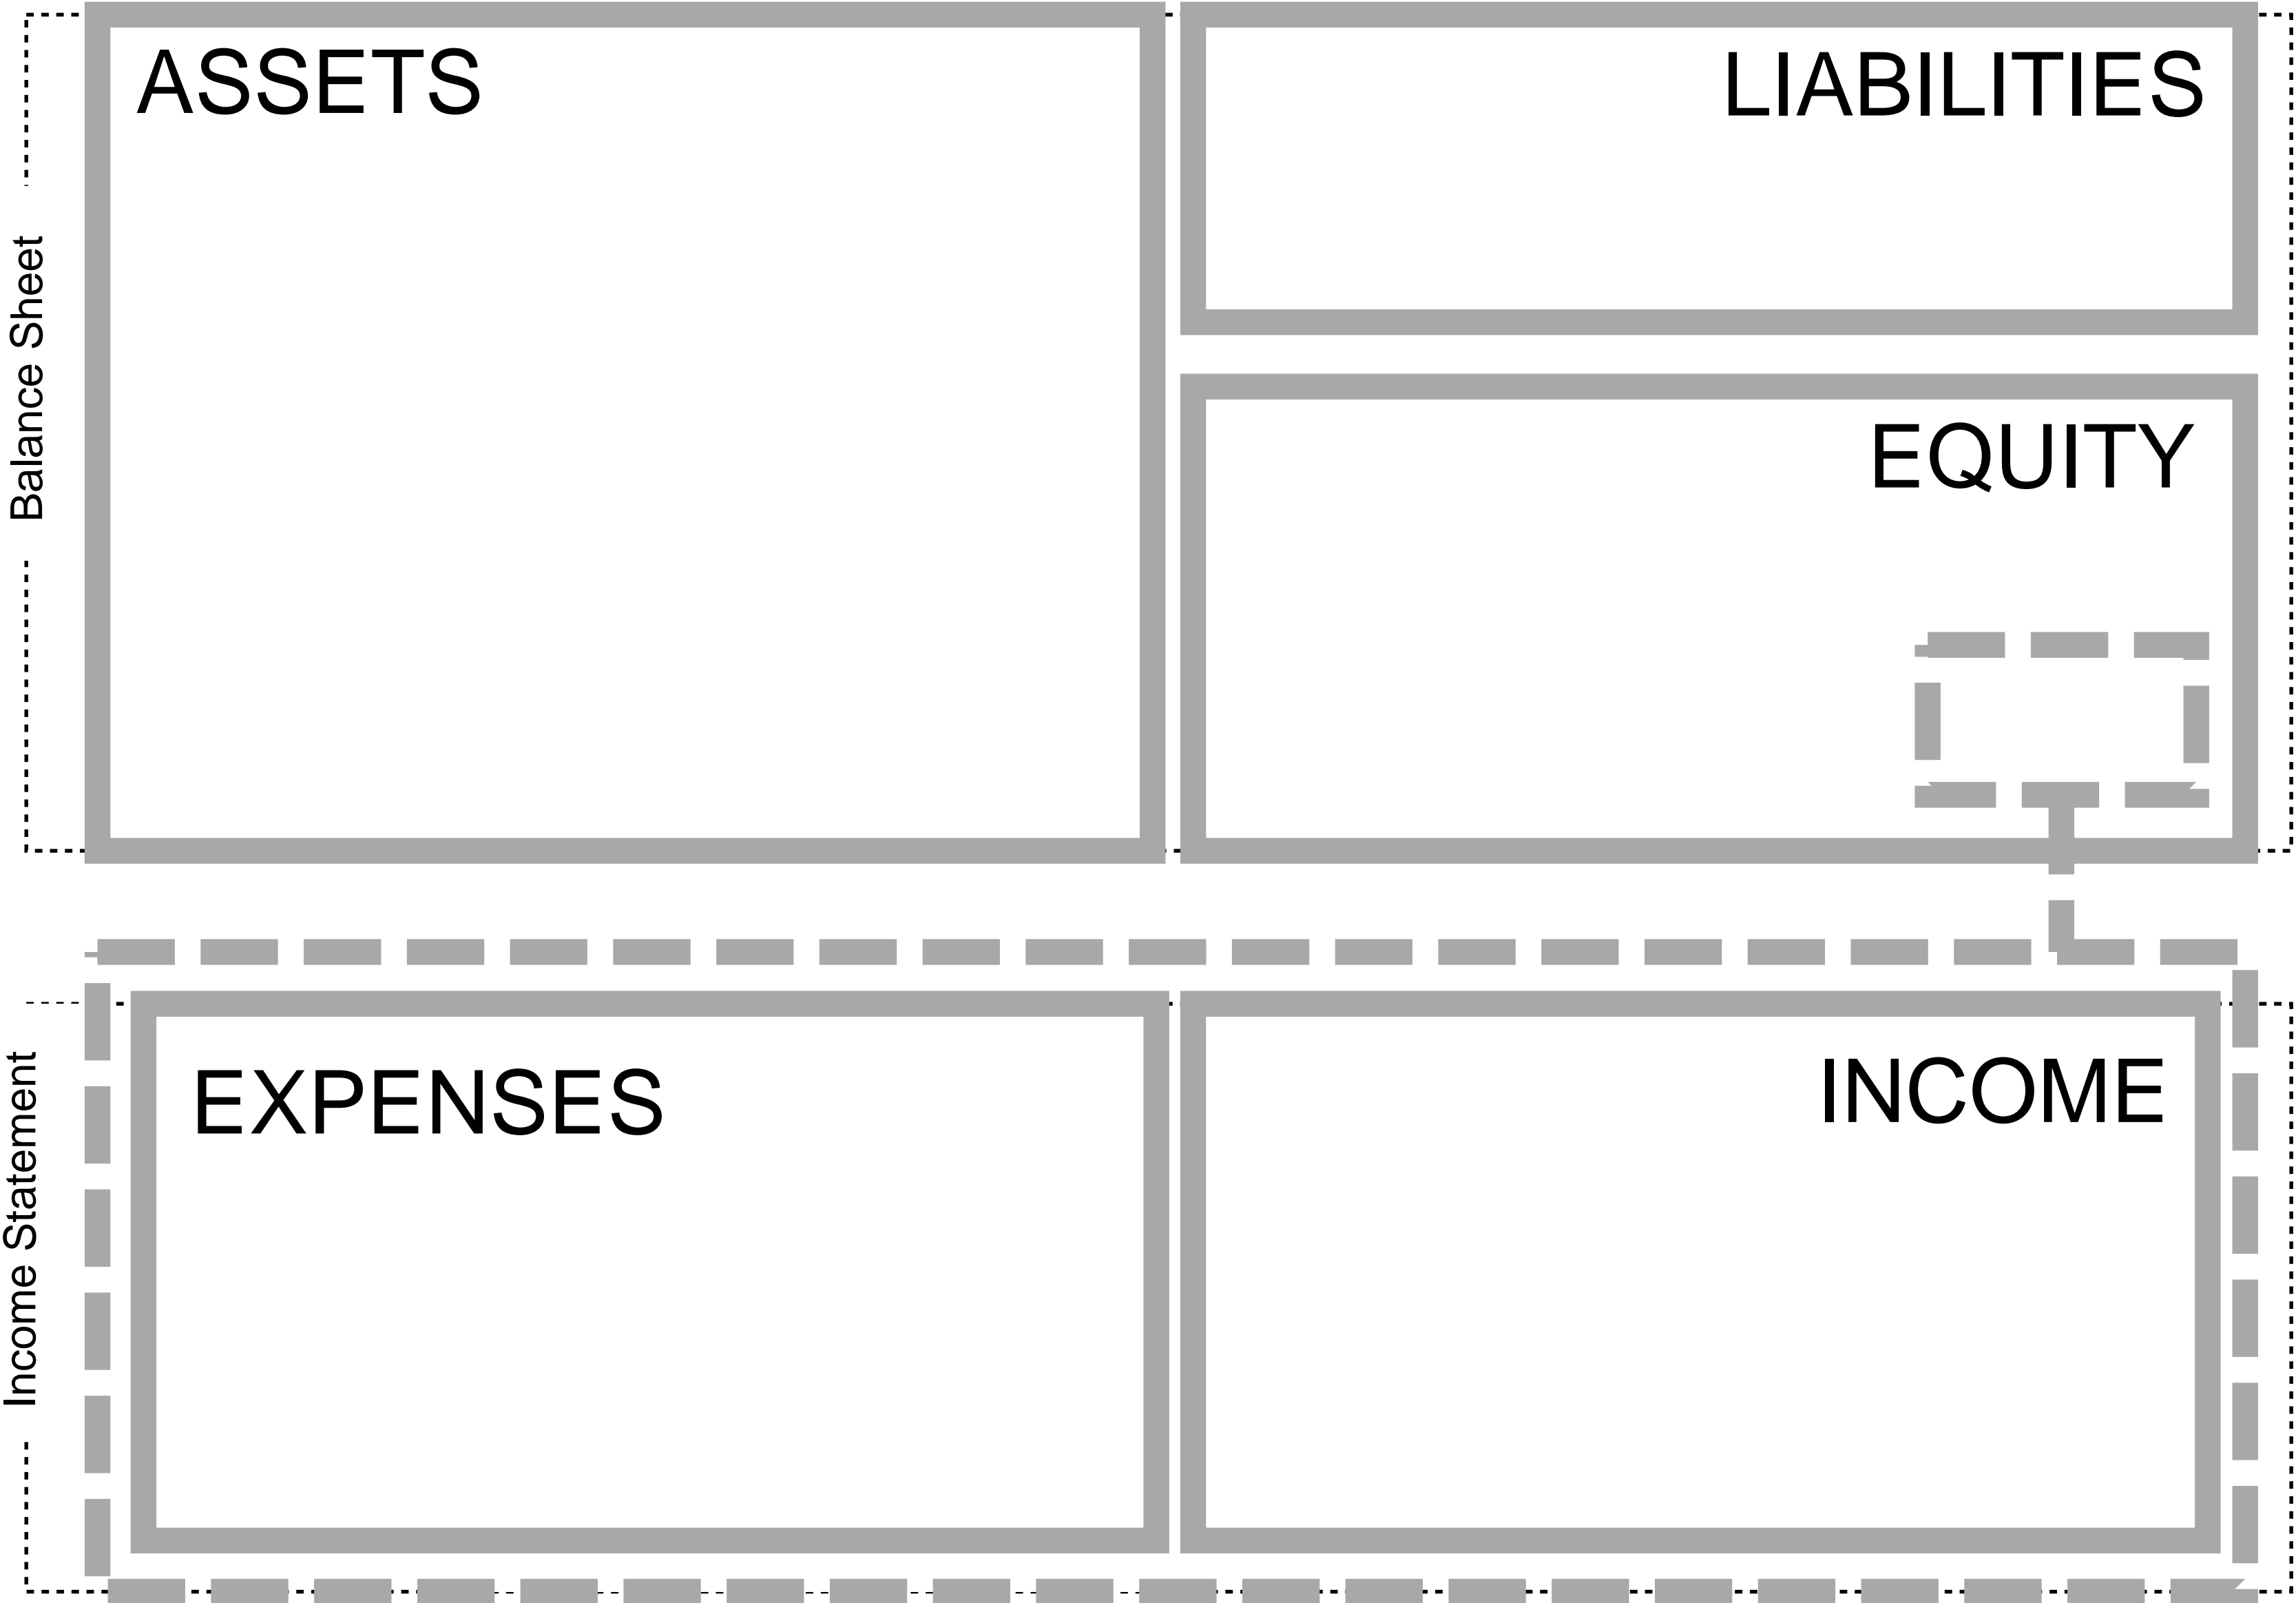 ASSETS
LIABILITIES
Balance Sheet
EQUITY
EXPENSES
INCOME
Income Statement